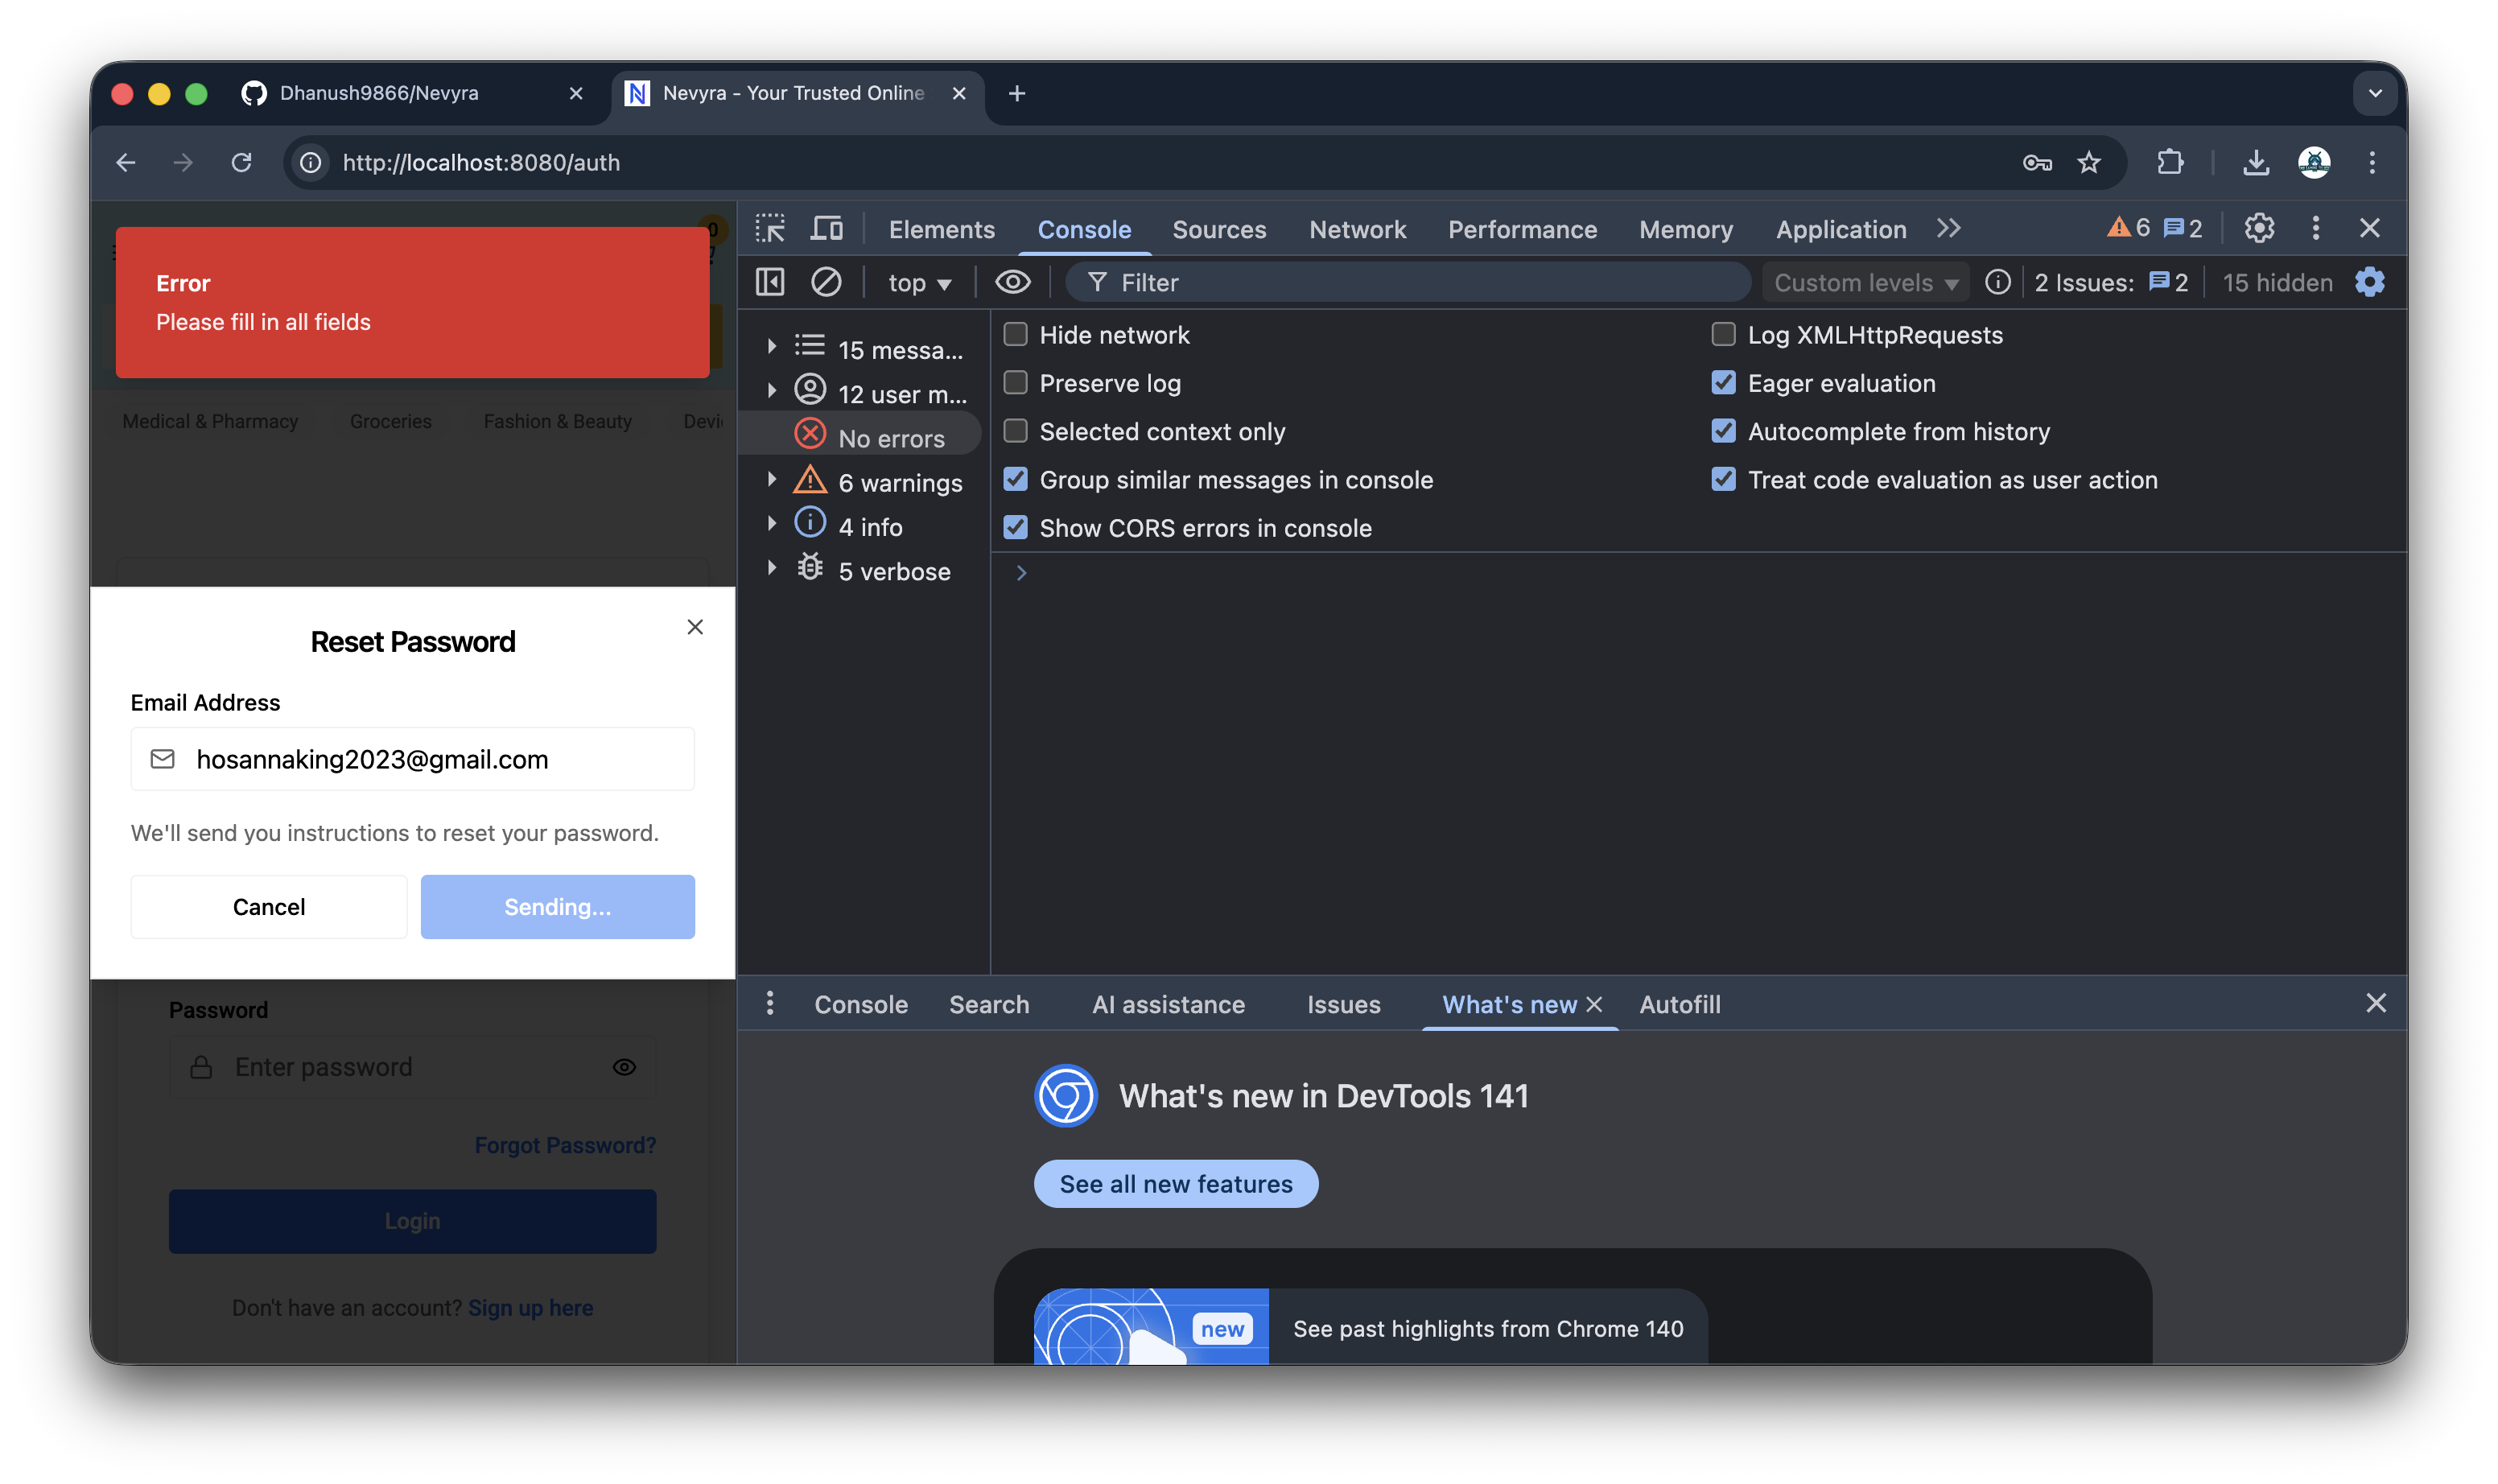 Dhanush9866/Nevyra
Nevyra - Your Trusted Online
http://localhost:8080/auth
0
Error
Please fill in all fields
Medical & Pharmacy
Groceries
Fashion & Beauty
Reset Password
Email Address
hosannaking2023@gmail.com
We'll send you instructions to reset your password.
Cancel
Sending...
Password
Enter password
Forgot Password?
Login
Don't have an account? Sign up here
Elements
Console
Sources
Network
Performance
Memory
Application
6
2
top
Filter
Custom levels
2 Issues: 2
15 hidden
15 messa...
12 user m...
No errors
6 warnings
4 info
5 verbose
Hide network
Preserve log
Selected context only
Group similar messages in console
Show CORS errors in console
Log XMLHttpRequests
Eager evaluation
Autocomplete from history
Treat code evaluation as user action
Console
Search
AI assistance
Issues
What's new
Autofill
What's new in DevTools 141
See all new features
new
See past highlights from Chrome 140